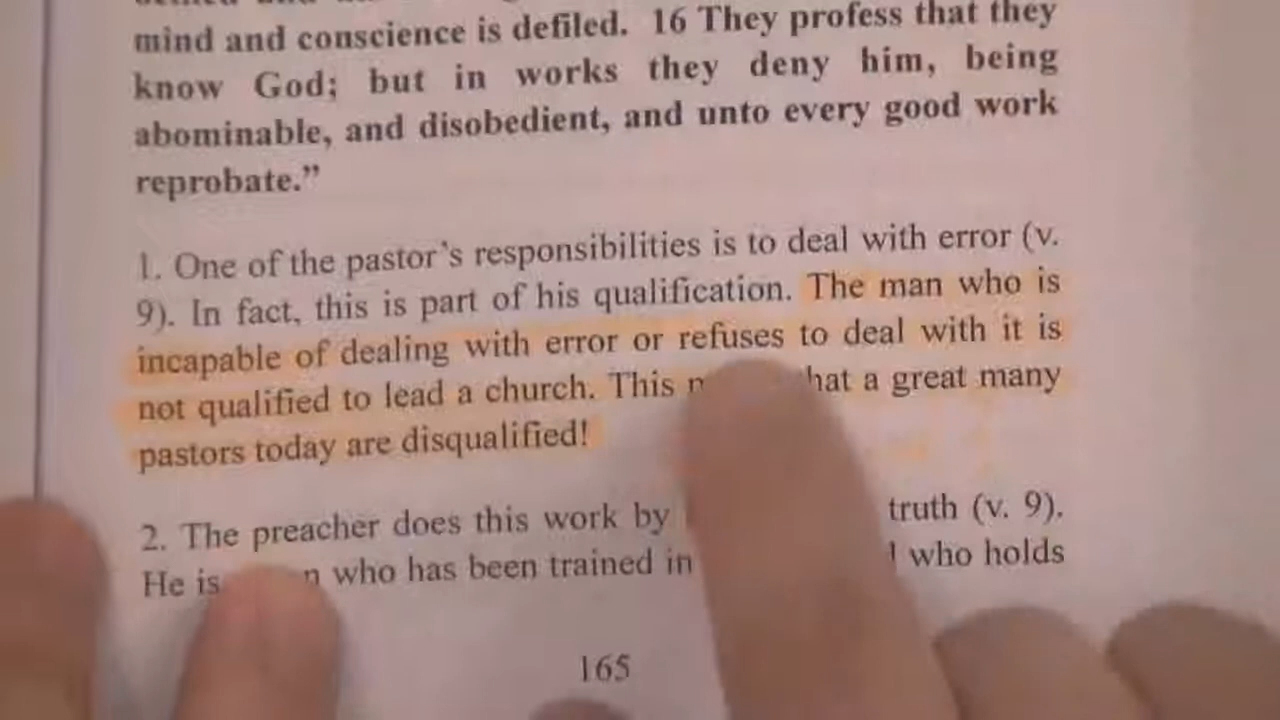 mind and conscience is defiled. 16 They profess that they
know God; but in works they deny him, being
abominable, and disobedient, and unto every good work
reprobate.”
1. One of the pastor’s responsibilities is to deal with error (v.
9). In fact, this is part of his qualification. The man who is
incapable of dealing with error or refuses to deal with it is
not qualified to lead a church. This that a great many
pastors today are disqualified!
2. The preacher does this work by truth (v. 9).
He is who has been trained in who holds
165